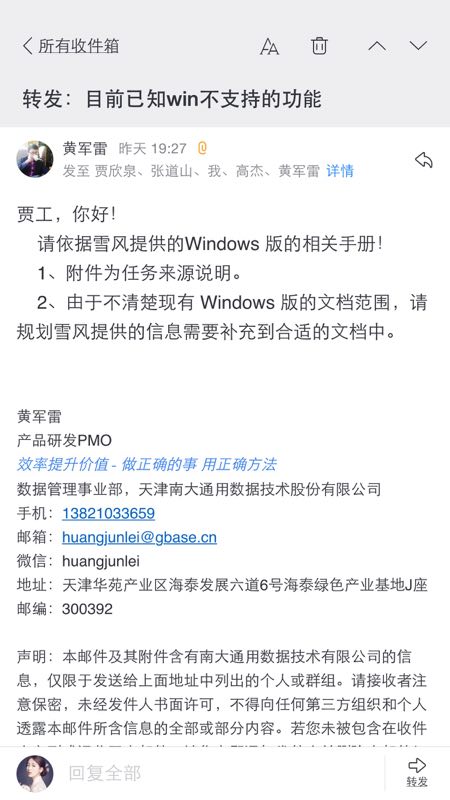 所有收件箱
转发：目前已知win不支持的功能
黄军雷 昨天 19:27
发至 贾欣泉、张道山、我、高杰、黄军雷 详情
贾工，你好！
请依据雪风提供的Windows 版的相关手册！
1、附件为任务来源说明。
2、由于不清楚现有 Windows 版的文档范围，请
规划雪风提供的信息需要补充到合适的文档中。
黄军雷
产品研发PMO
效率提升价值 - 做正确的事 用正确方法
数据管理事业部，天津南大通用数据技术股份有限公司
手机：13821033659
邮箱：huangjunlei@gbase.cn
微信：huangjunlei
地址：天津华苑产业区海泰发展六道6号海泰绿色产业基地J座
邮编：300392
声明：本邮件及其附件含有南大通用数据技术有限公司的信
息，仅限于发送给上面地址中列出的个人或群组。请接收者注
意保密，未经发件人书面许可，不得向任何第三方组织和个人
透露本邮件所含信息的全部或部分内容。若您未被包含在收件
回复全部
转发